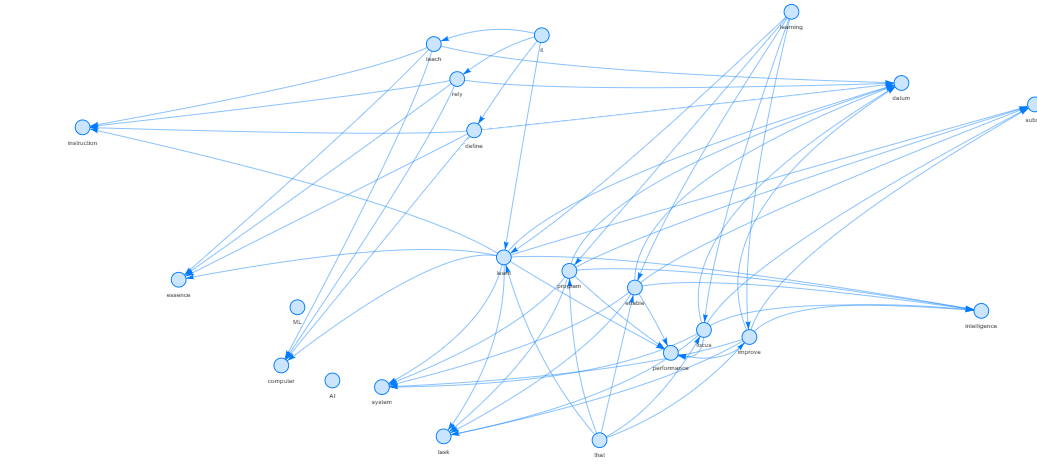 learning
it
teach
rely
datum
subs
instruction
define
learn
program
enable
essence
ML
intelligence
focus
improve
performance
computer
AI
system
task
that